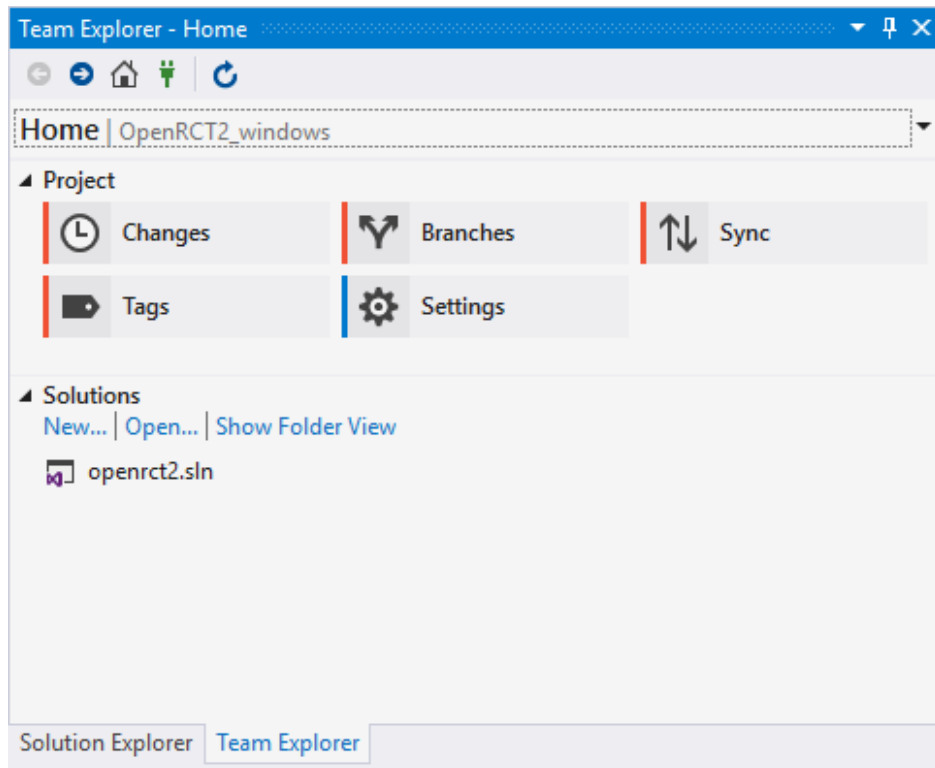 Team Explorer - Home
Home | OpenRCT2_windows
Project
Changes Branches Sync
Tags Settings
Solutions
New... | Open... | Show Folder View
openrct2.sln
Solution Explorer Team Explorer